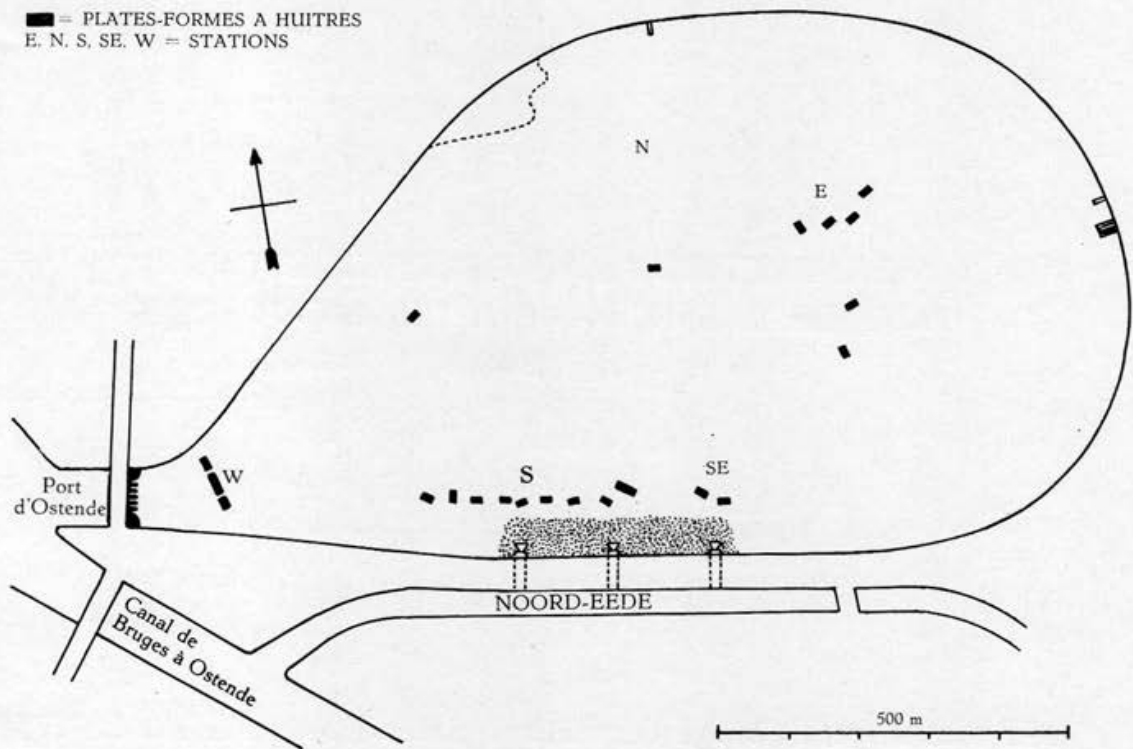 = PLATES-FORMES A HUITRES
E. N. S, SE. W = STATIONS
N
E
W
S
SE
Port
d'Ostende
NOORD-EEDE
Canal de
Bruges à Ostende
500 m